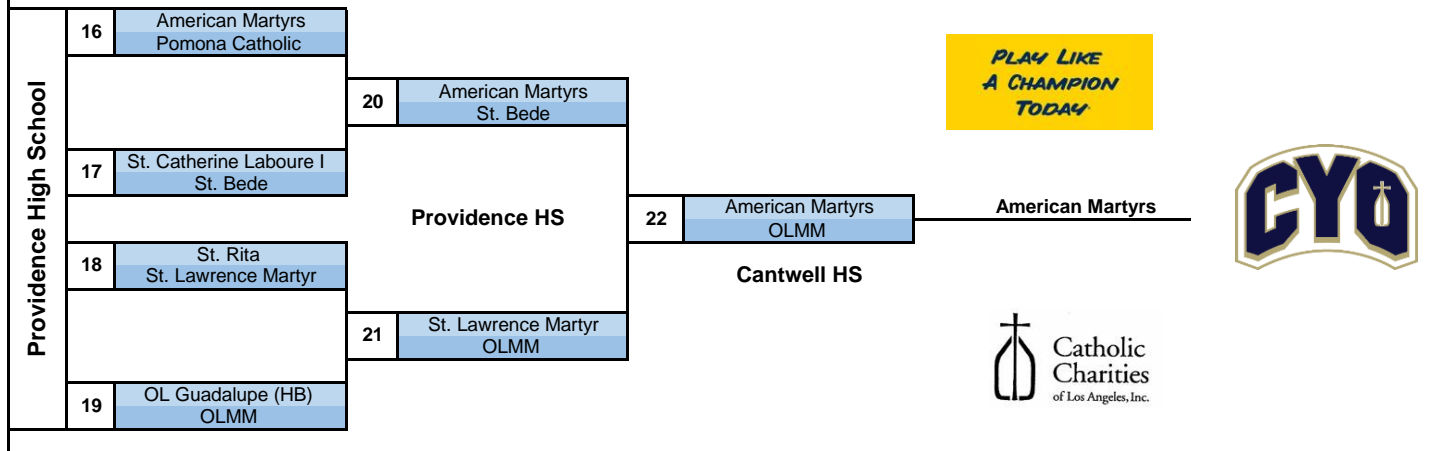 Providence High School
16
American Martyrs
Pomona Catholic
17
St. Catherine Laboure I
St. Bede
18
St. Rita
St. Lawrence Martyr
19
OL Guadalupe (HB)
OLMM
20
American Martyrs
St. Bede
Providence HS
21
St. Lawrence Martyr
OLMM
22
American Martyrs
OLMM
Cantwell HS
American Martyrs
PLAY LIKE
A CHAMPION
TODAY
CYO
Catholic
Charities
of Los Angeles, Inc.